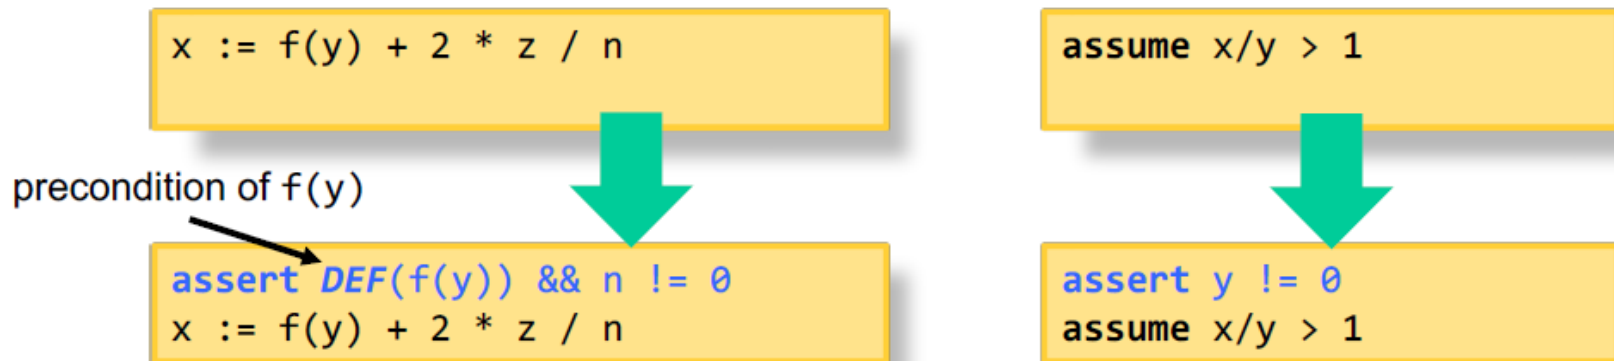 x := f(y) + 2 * z / n
assume x/y > 1
precondition of f(y)
assert DEF(f(y)) && n != 0
x := f(y) + 2 * z / n
assert y != 0
assume x/y > 1